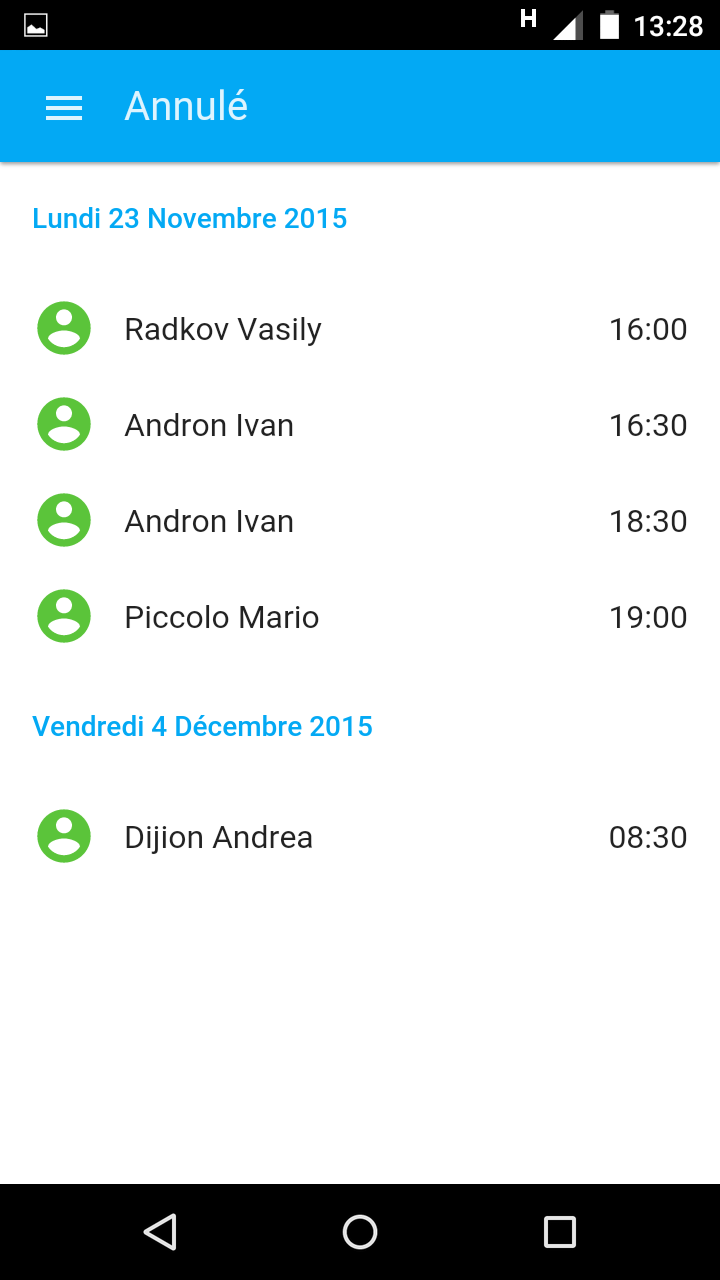 H 13:28
Annulé
Lundi 23 Novembre 2015
Radkov Vasily 16:00
Andron Ivan 16:30
Andron Ivan 18:30
Piccolo Mario 19:00
Vendredi 4 Décembre 2015
Dijion Andrea 08:30